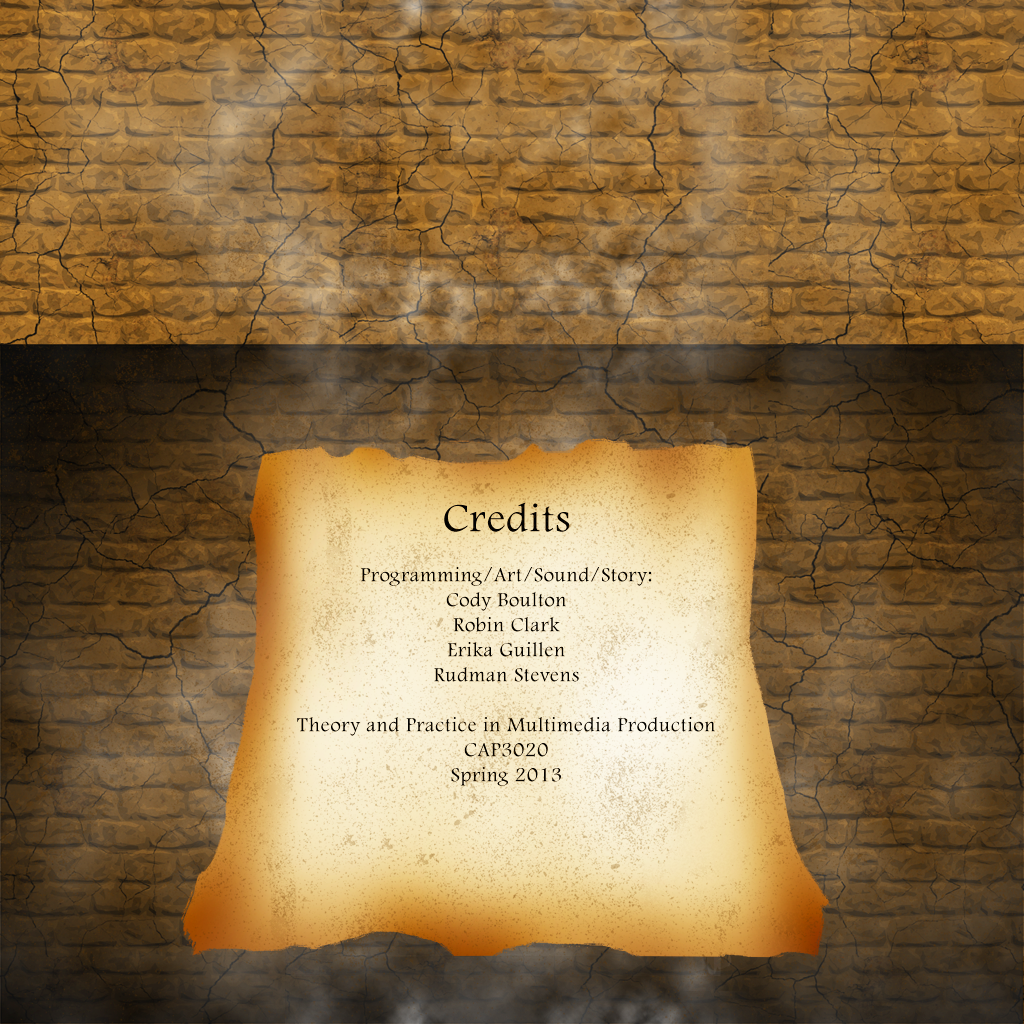 Credits
Programming/Art/Sound/Story:
Cody Boulton
Robin Clark
Erika Guillen
Rudman Stevens
Theory and Practice in Multimedia Production
CAP3020
Spring 2013